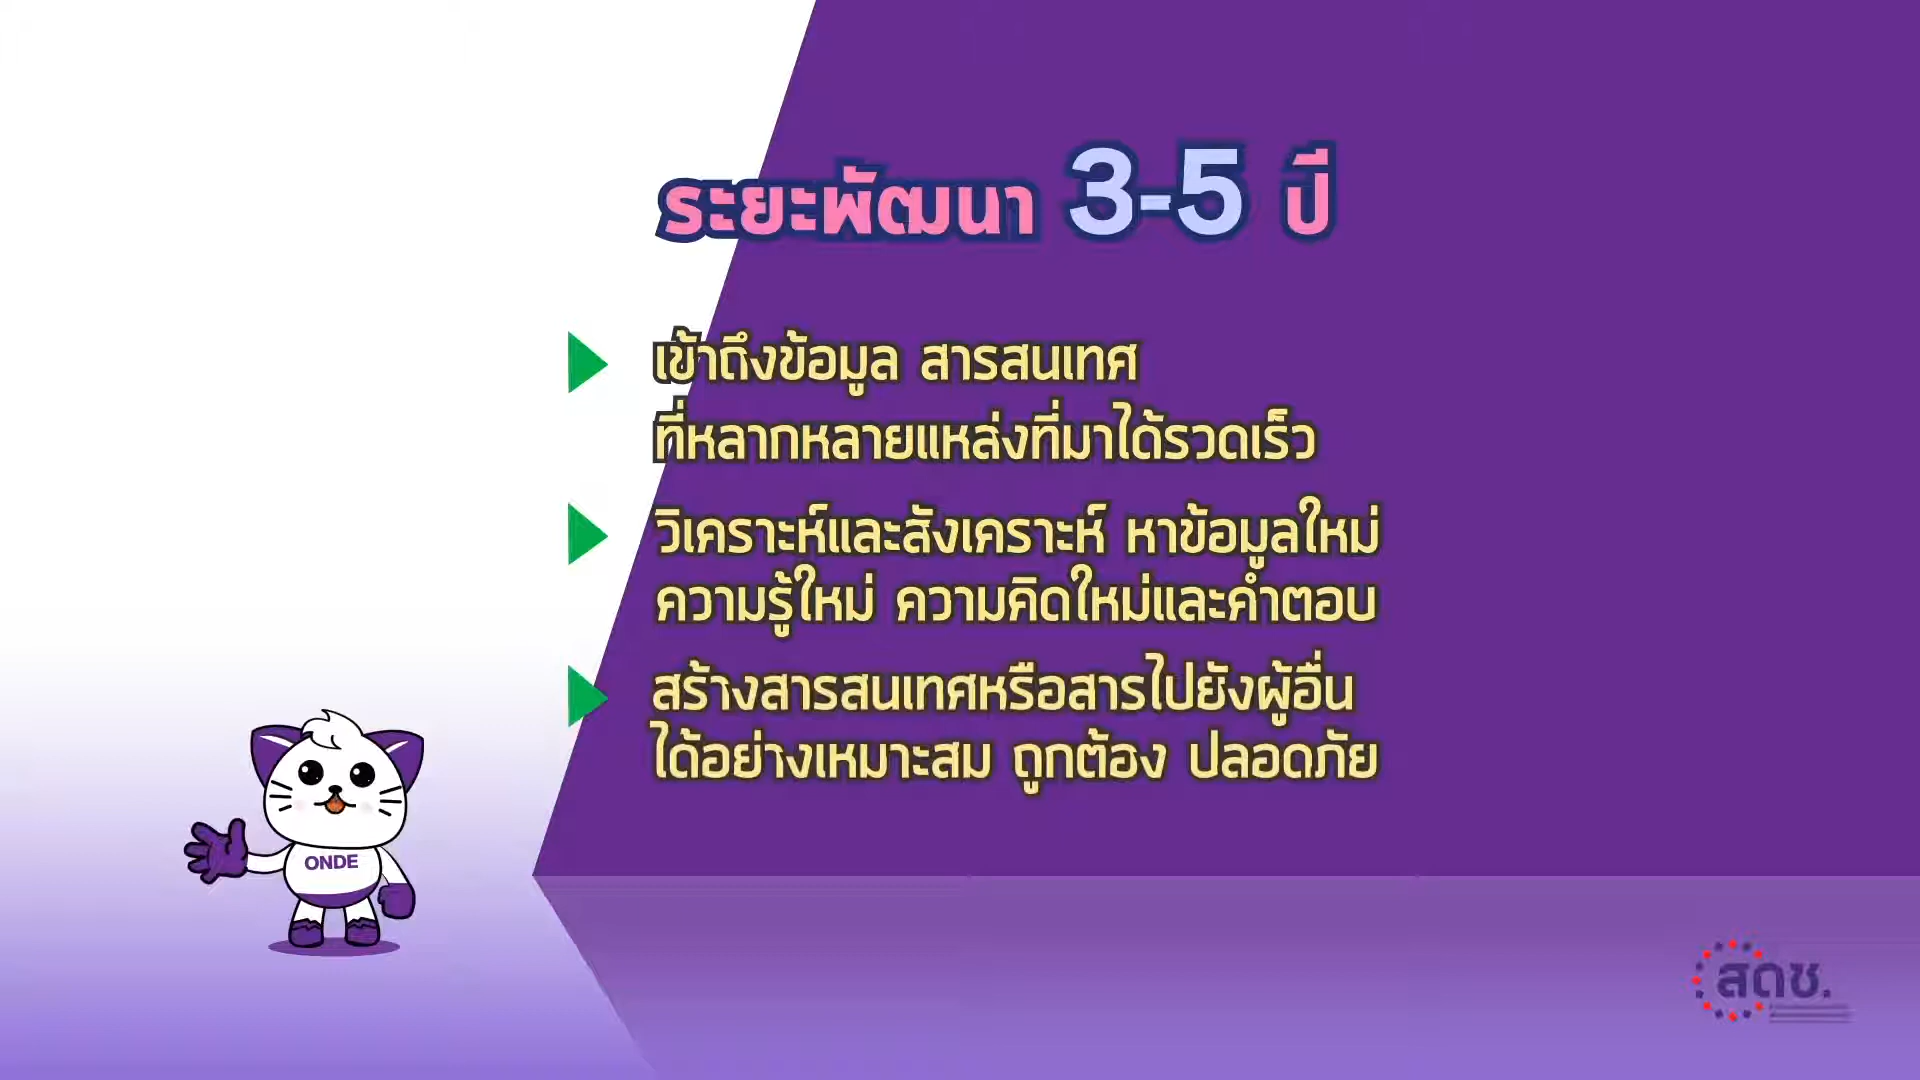 ระยะพัฒนา 3-5 ปี
เข้าถึงข้อมูล สารสนเทศ
ที่หลากหลายแหล่งที่มาได้รวดเร็ว
วิเคราะห์และสังเคราะห์ หาข้อมูลใหม่
ความรู้ใหม่ ความคิดใหม่และคำตอบ
สร้างสารสนเทศหรือสารไปยังผู้อื่น
ได้อย่างเหมาะสม ถูกต้อง ปลอดภัย
ONDE
สดช.